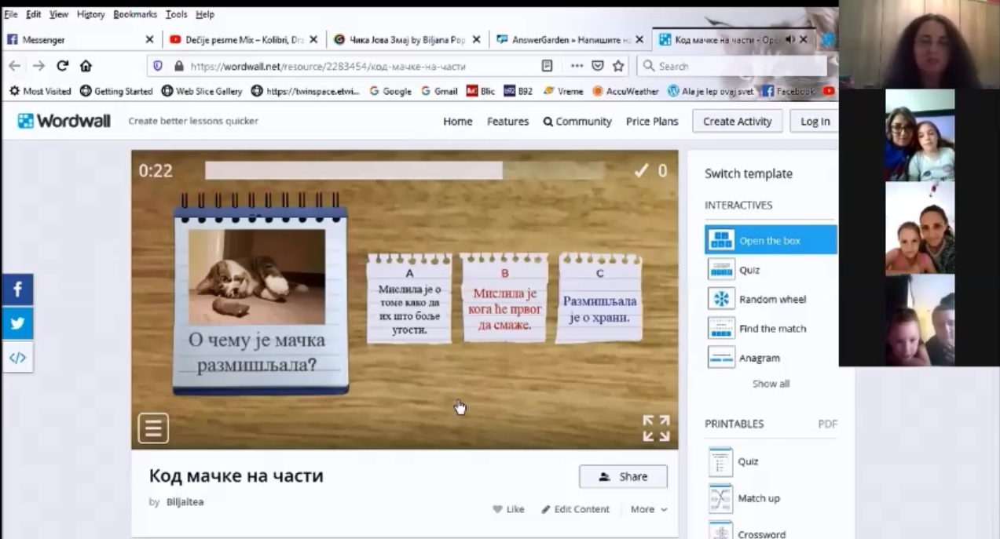 File Edit View History Bookmarks Tools Help
Messenger
Dečije pesme Mix – Kolibri, Dra
Чика Јова Змај by Biljana Pop
AnswerGarden » Напишите н
Код мачке на части - Ope
https://wordwall.net/resource/2283454/код-мачке-на-части
Search
Most Visited Getting Started Web Slice Gallery https://twinspace.etwi... Google Gmail Blic B92 Vreme AccuWeather Ala je lep ovaj svet Facebook
Wordwall
Create better lessons quicker
Home Features Community Price Plans Create Activity Log In
0:22
0
О чему је мачка
размишљала?
A
Мислила је о
томе како да
их што боље
угости.
B
Мислила је
кога ће првог
да смаже.
C
Размишљала
је о храни.
Switch template
INTERACTIVES
Open the box
Quiz
Random wheel
Find the match
Anagram
Show all
PRINTABLES PDF
Quiz
Match up
Crossword
Код мачке на части
by Biljaltea
Share
Like Edit Content More